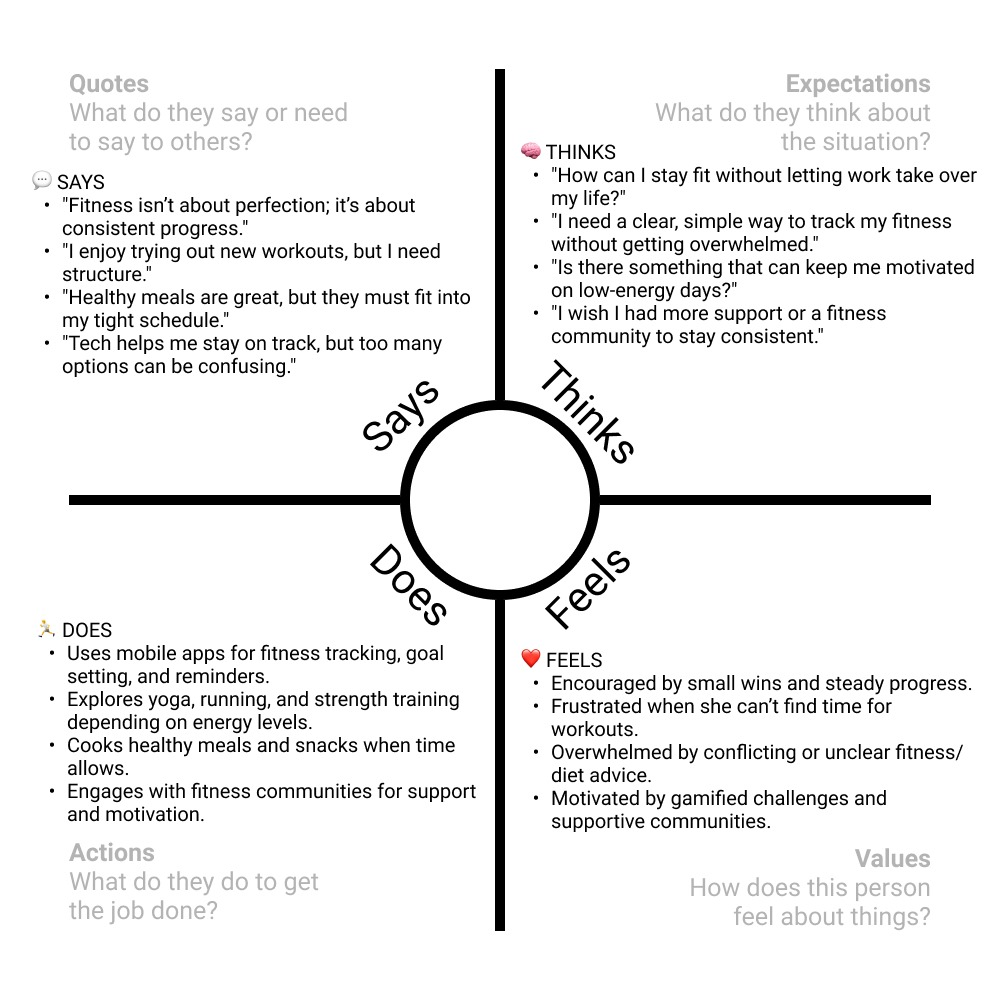 Quotes
What do they say or need
to say to others?
💬 SAYS
• "Fitness isn’t about perfection; it’s about
consistent progress."
• "I enjoy trying out new workouts, but I need
structure."
• "Healthy meals are great, but they must fit into
my tight schedule."
• "Tech helps me stay on track, but too many
options can be confusing."
Says
Expectations
What do they think about
the situation?
🧠 THINKS
• "How can I stay fit without letting work take over
my life?"
• "I need a clear, simple way to track my fitness
without getting overwhelmed."
• "Is there something that can keep me motivated
on low-energy days?"
• "I wish I had more support or a fitness
community to stay consistent."
Thinks
Does
🏃 DOES
• Uses mobile apps for fitness tracking, goal
setting, and reminders.
• Explores yoga, running, and strength training
depending on energy levels.
• Cooks healthy meals and snacks when time
allows.
• Engages with fitness communities for support
and motivation.
Actions
What do they do to get
the job done?
Feels
❤️ FEELS
• Encouraged by small wins and steady progress.
• Frustrated when she can’t find time for
workouts.
• Overwhelmed by conflicting or unclear fitness/
diet advice.
• Motivated by gamified challenges and
supportive communities.
Values
How does this person
feel about things?